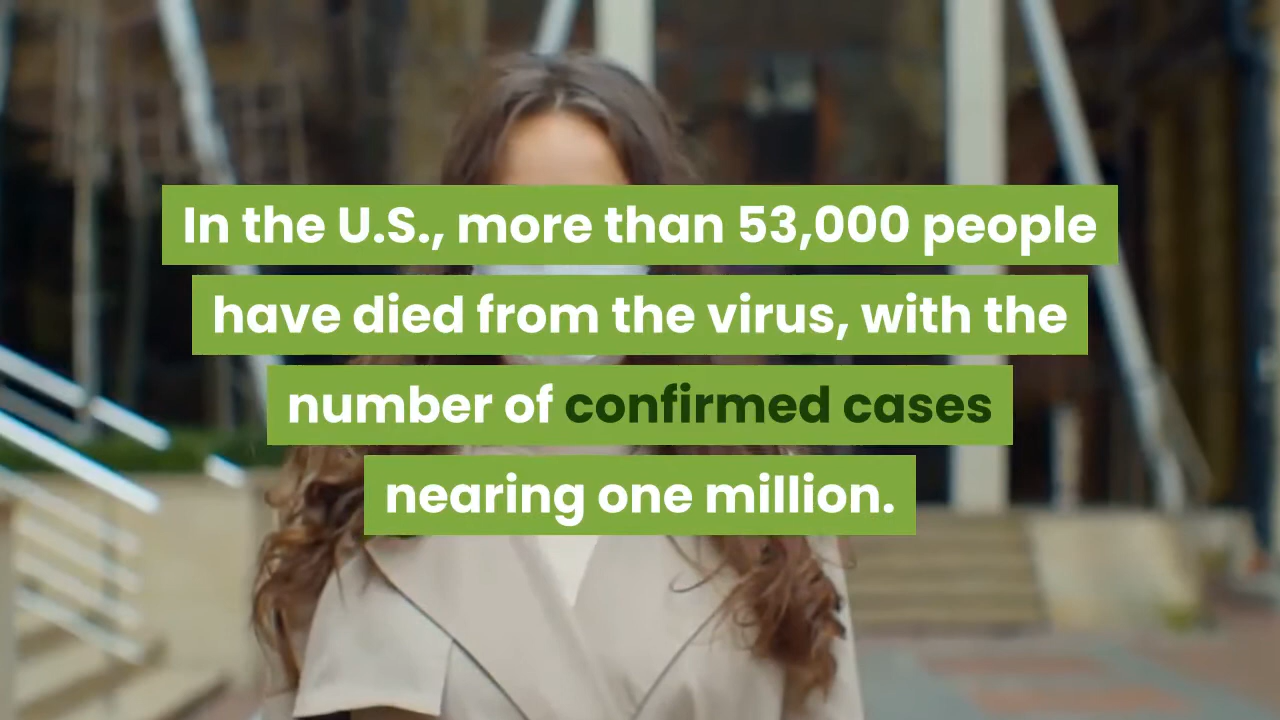 In the U.S., more than 53,000 people
have died from the virus, with the
number of confirmed cases
nearing one million.